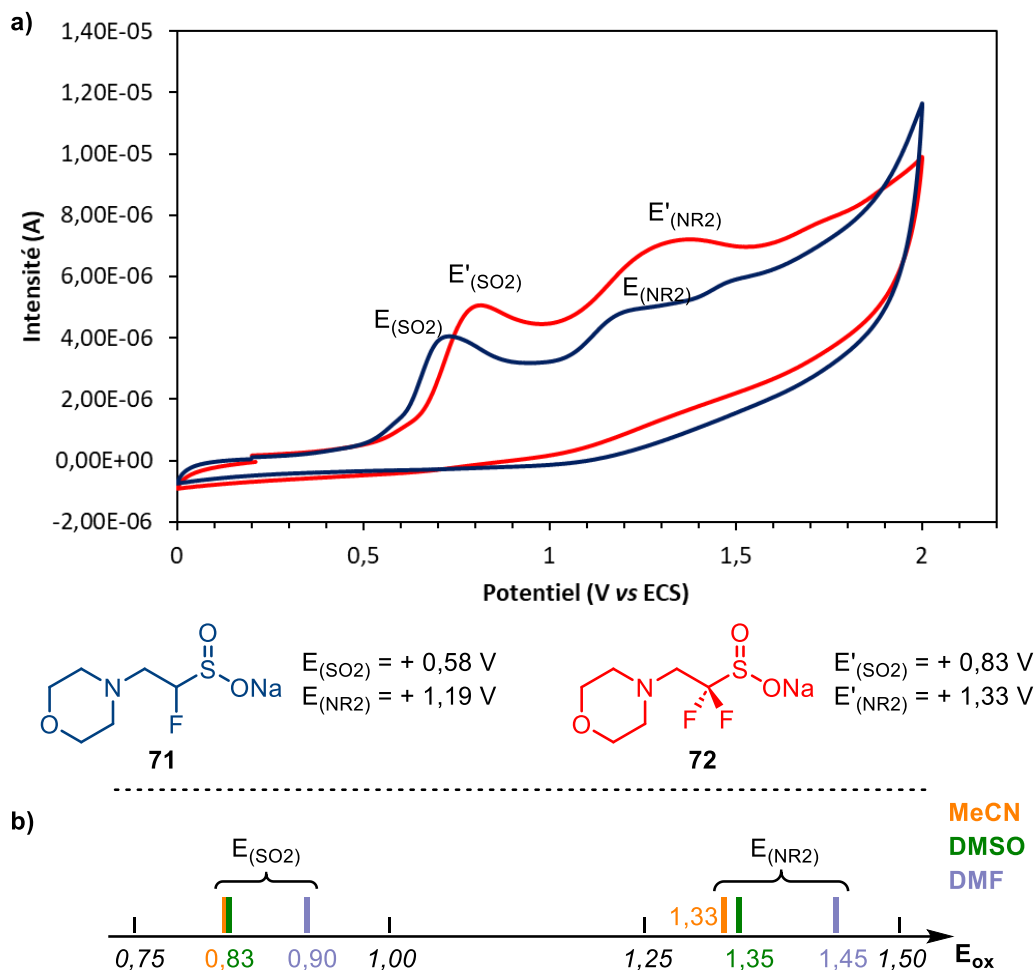 a)
1,40E-05
1,20E-05
1,00E-05
8,00E-06
6,00E-06
4,00E-06
2,00E-06
0,00E+00
-2,00E-06
Intensité (A)
E(SO2)
E'(SO2)
E(NR2)
E'(NR2)
0 0,5 1 1,5 2
Potentiel (V vs ECS)
O
S
ONa
N
O
F
71
E(SO2) = + 0,58 V
E(NR2) = + 1,19 V
O
S
ONa
N
O
F F
72
E'(SO2) = + 0,83 V
E'(NR2) = + 1,33 V
b)
MeCN
DMSO
DMF
E(SO2) E(NR2)
1,33
0,75 0,83 0,90 1,00 1,25 1,35 1,45 1,50 Eox